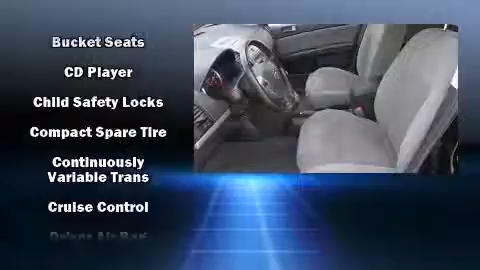 Bucket Seats
CD Player
Child Safety Locks
Compact Spare Tire
Continuously
Variable Trans
Cruise Control